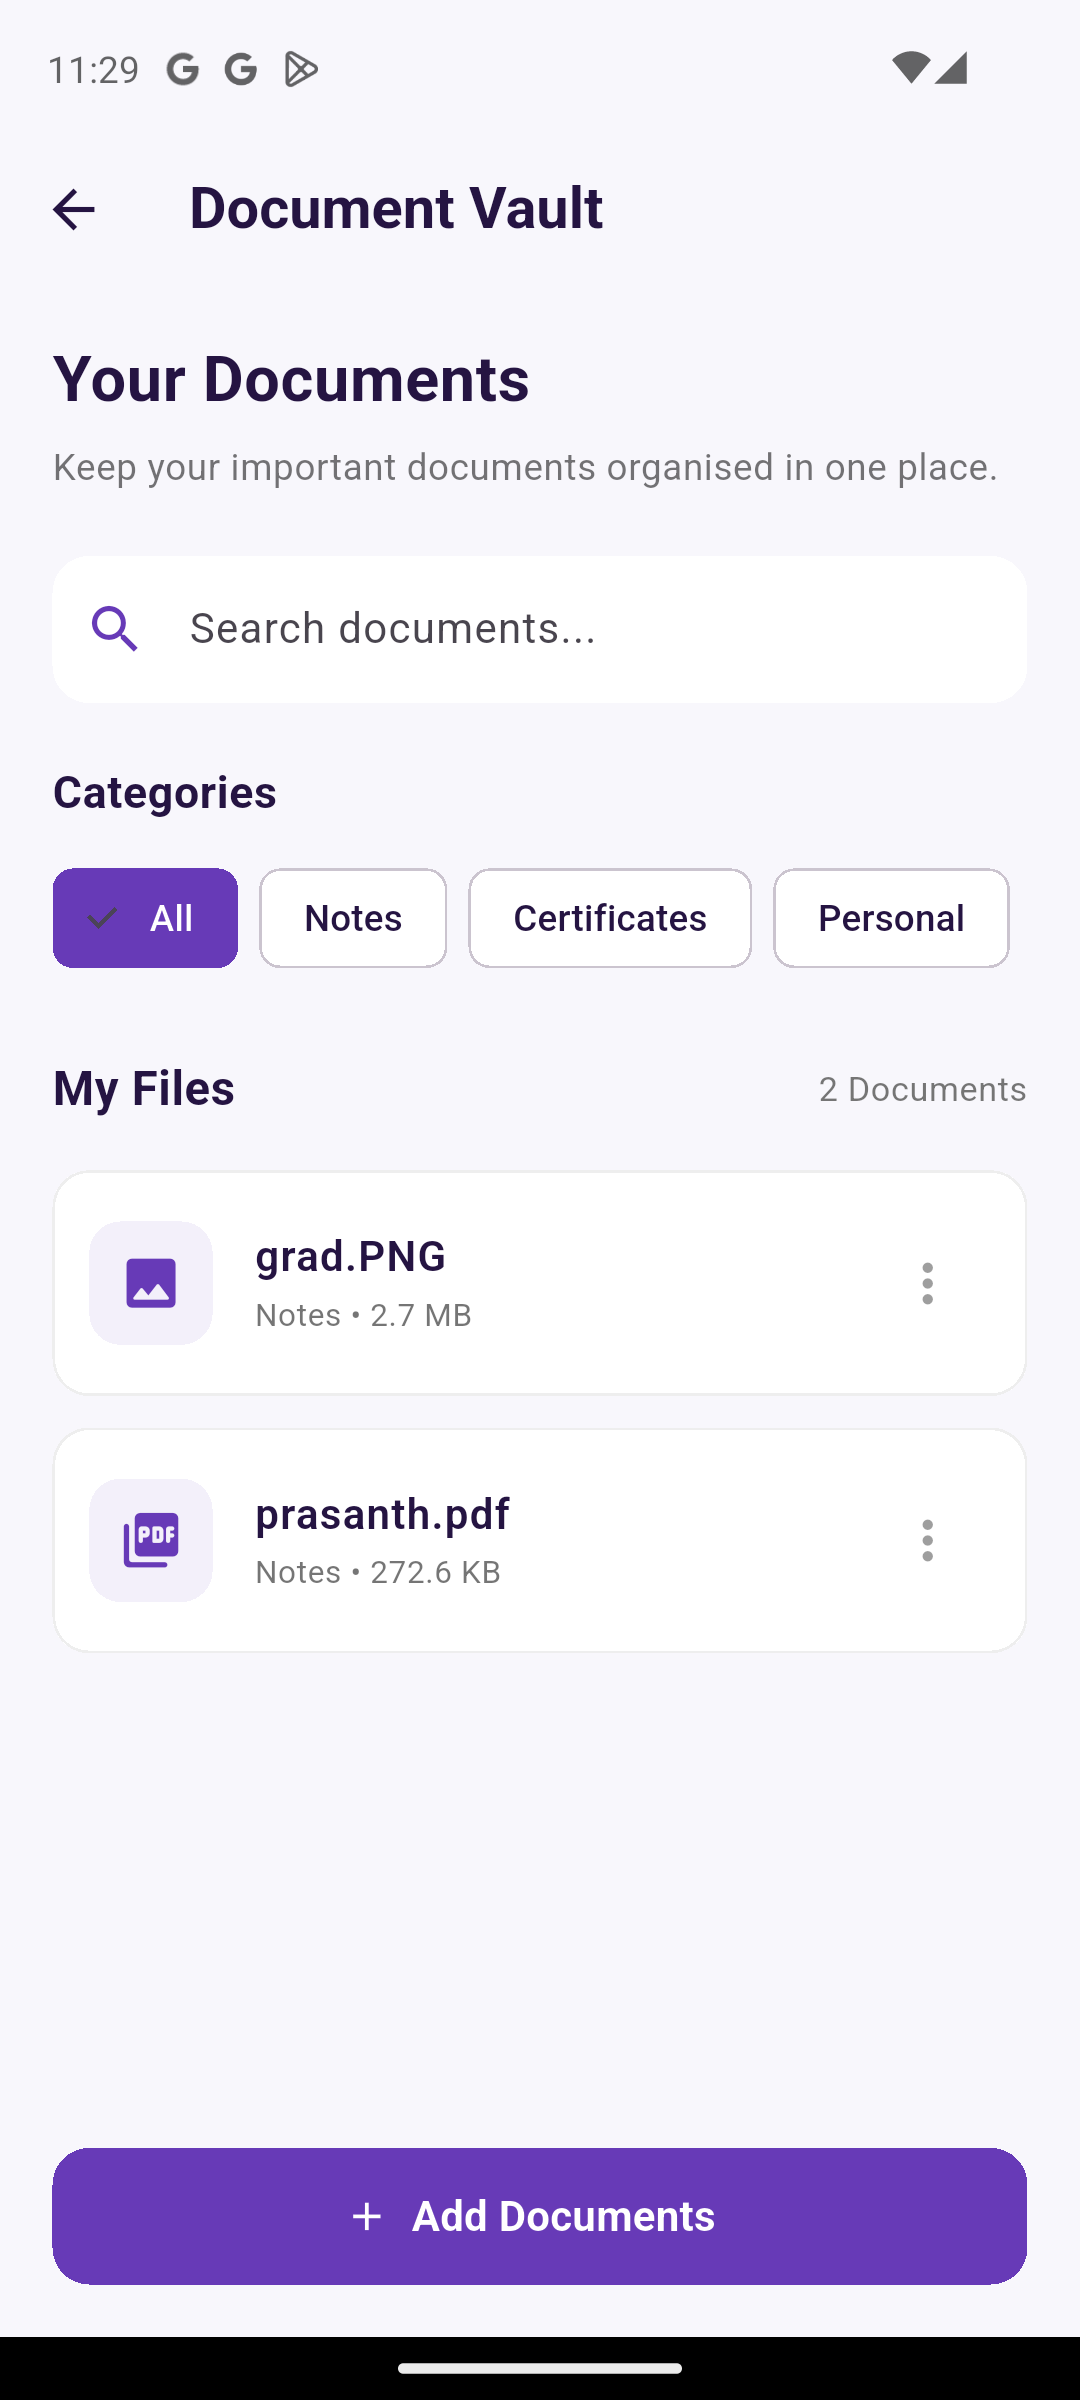 11:29
Document Vault
Your Documents
Keep your important documents organised in one place.
Search documents...
Categories
All Notes Certificates Personal
My Files 2 Documents
grad.PNG
Notes • 2.7 MB
PDF
prasanth.pdf
Notes • 272.6 KB
+ Add Documents